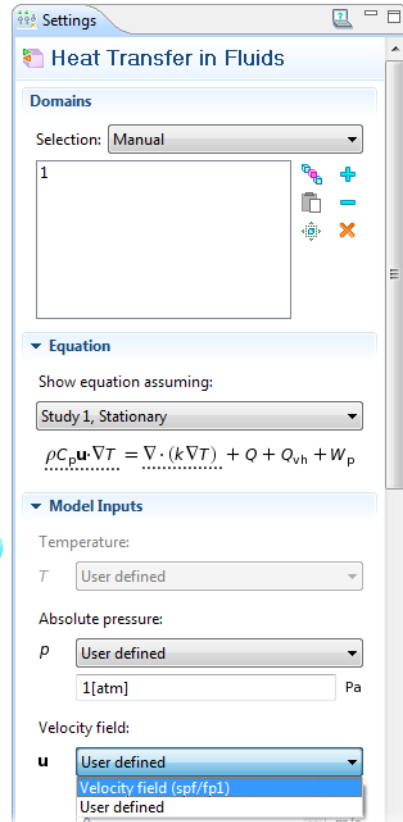 Settings
Heat Transfer in Fluids
Domains
Selection: Manual
1
Equation
Show equation assuming:
Study 1, Stationary
ρCpu·∇T = ∇·(k∇T) + Q + Qvh + Wp
Model Inputs
Temperature:
T User defined
Absolute pressure:
p User defined
1[atm] Pa
Velocity field:
u User defined
Velocity field (spf/fp1)
User defined